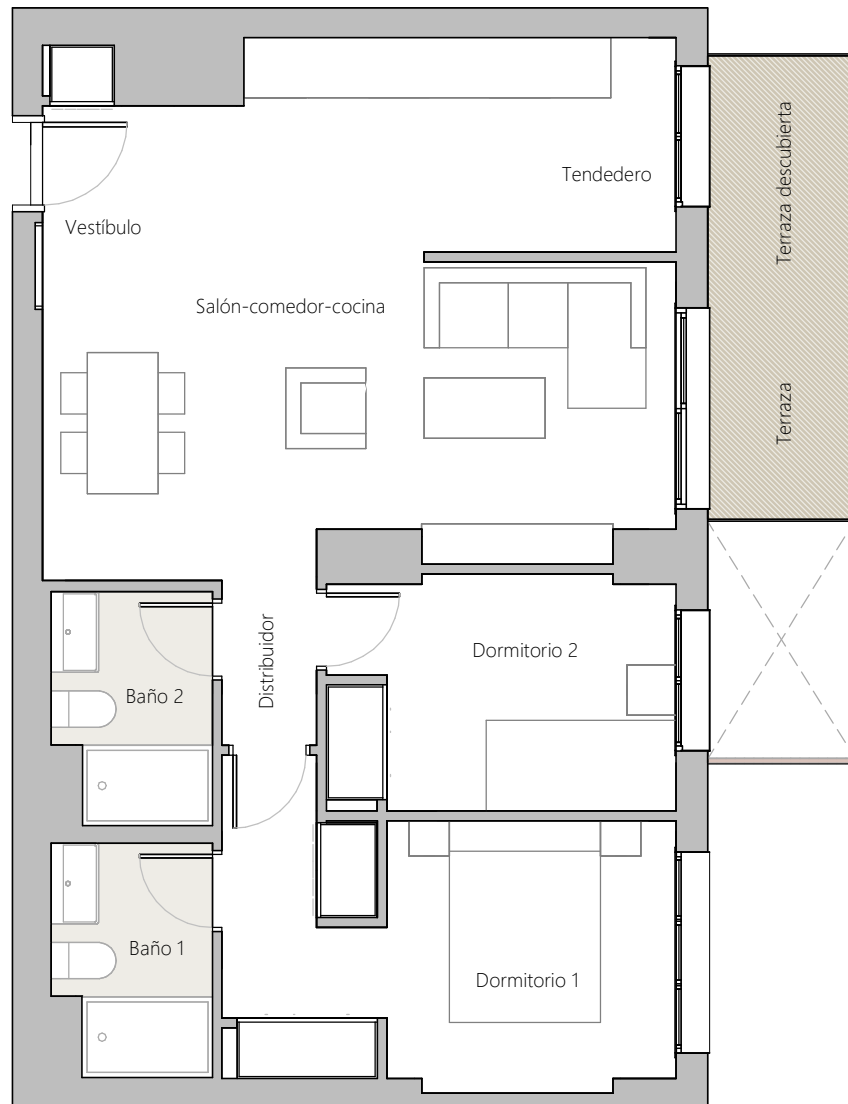 Tendedero
Terraza descubierta
Vestíbulo
Salón-comedor-cocina
Terraza
Distribuidor
Dormitorio 2
Baño 2
Baño 1
Dormitorio 1